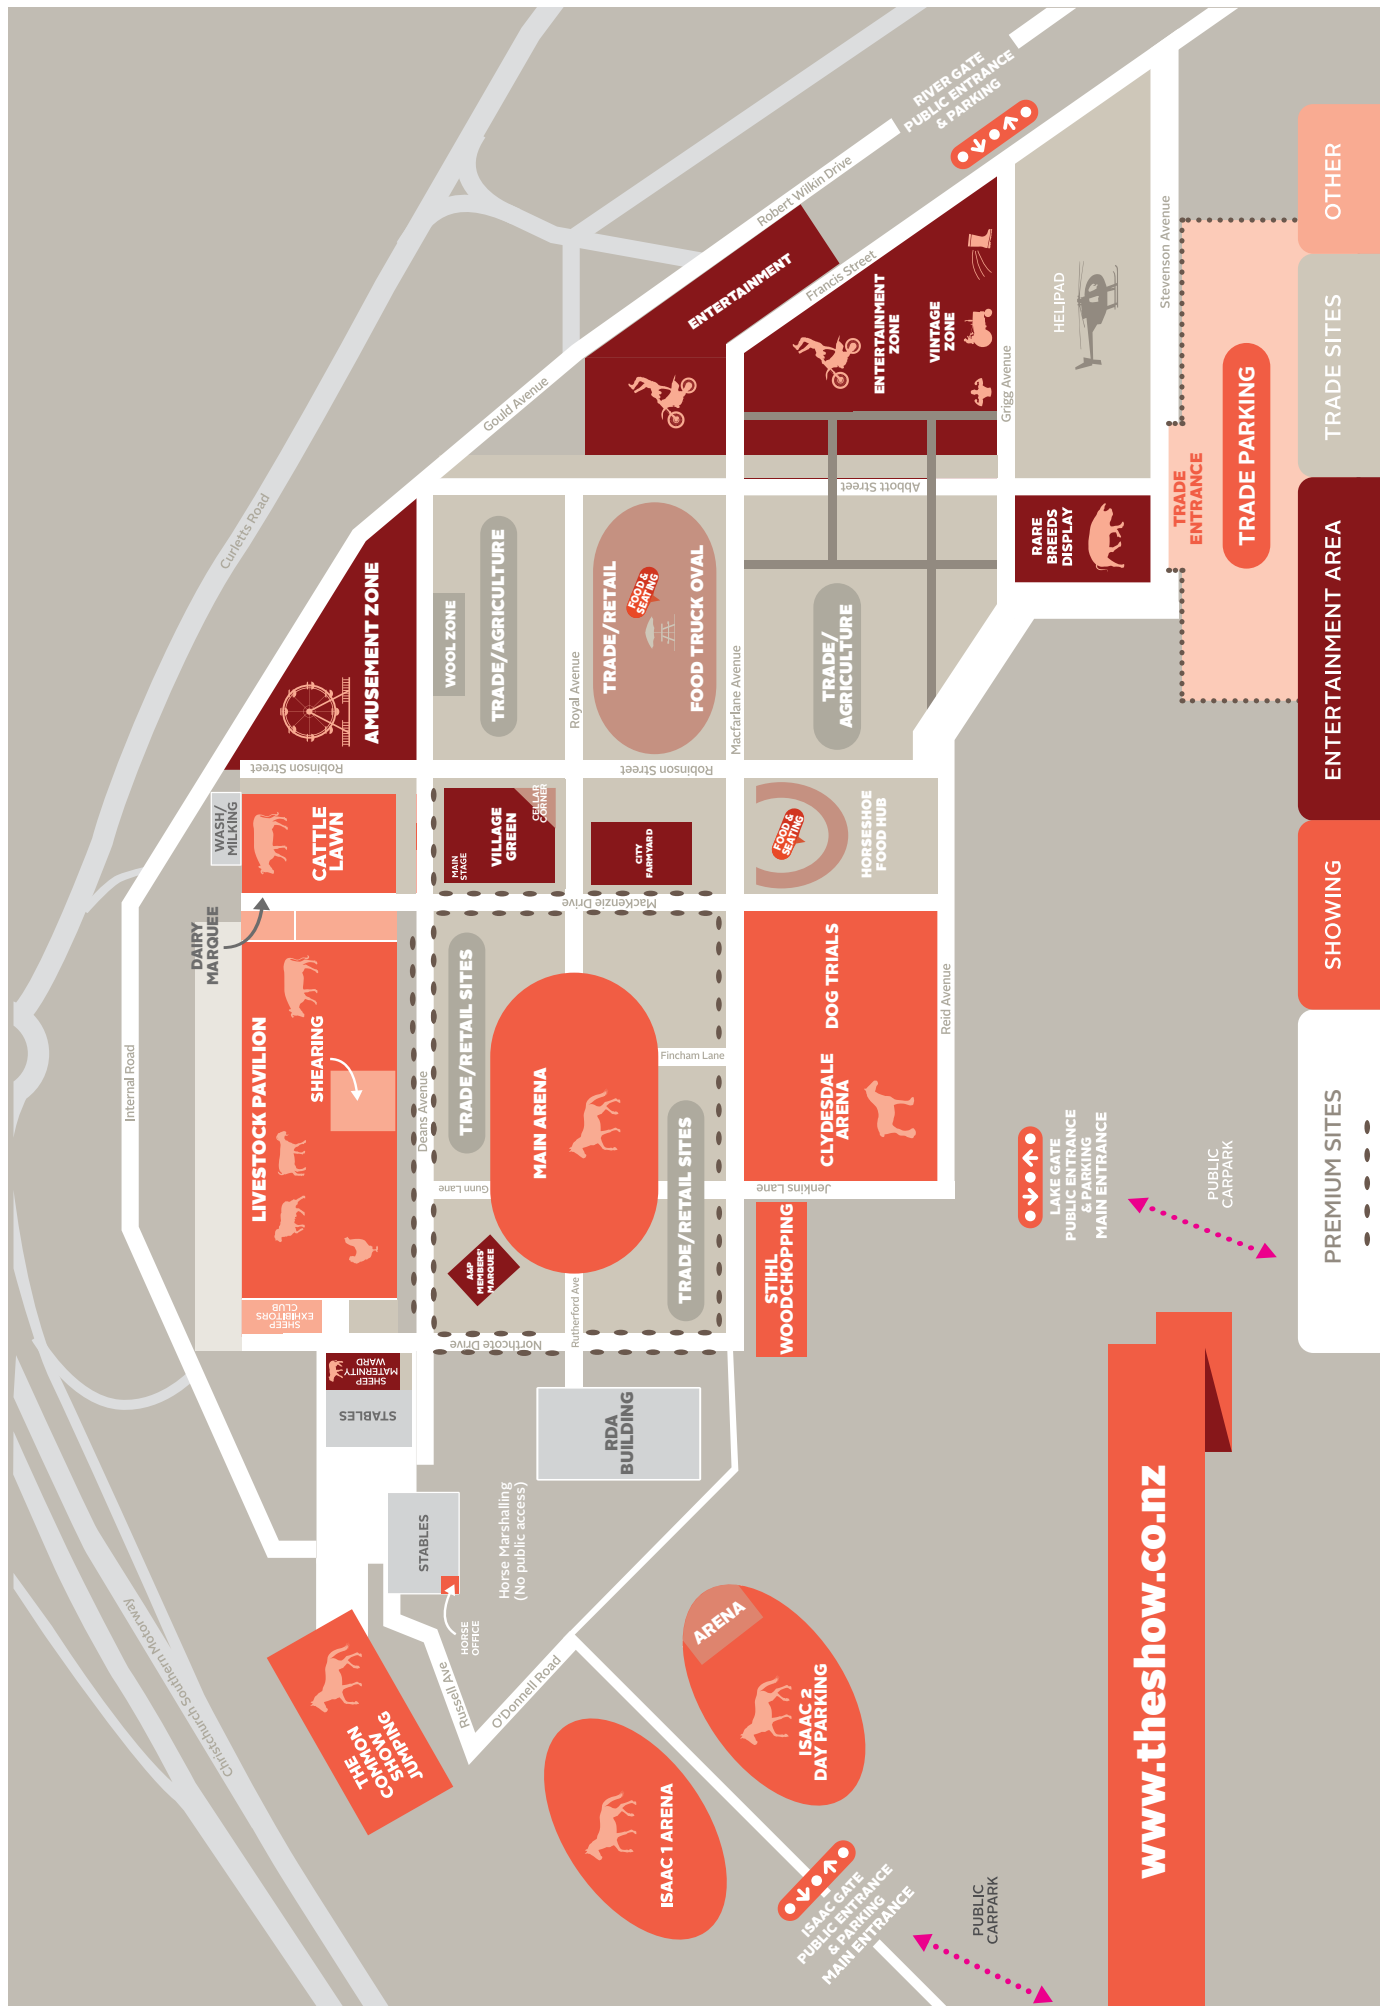 Christchurch Southern Motorway
Curletts Road
Internal Road
Gould Avenue
Robert Wilkin Drive
RIVER GATE
PUBLIC ENTRANCE
& PARKING
DAIRY
MARQUEE
WASH/
MILKING
CATTLE
LAWN
AMUSEMENT ZONE
Robinson Street
LIVESTOCK PAVILION
SHEARING
SHEEP
EXHIBITORS
CLUB
SHEEP
MATERNITY
WARD
STABLES
STABLES
HORSE
OFFICE
Horse Marshalling
(No public access)
THE
COMMON
SHOW
JUMPING
Russell Ave
O'Donnell Road
Deans Avenue
Northcote Drive
A&P
MEMBERS'
MARQUEE
Gunn Lane
TRADE/RETAIL SITES
MAIN ARENA
Rutherford Ave
RDA
BUILDING
MacKenzie Drive
MAIN
STAGE
VILLAGE
GREEN
CELLAR
CORNER
WOOL ZONE
TRADE/AGRICULTURE
Royal Avenue
ENTERTAINMENT
CITY
FARMYARD
Robinson Street
TRADE/RETAIL
FOOD &
SEATING
FOOD TRUCK OVAL
Macfarlane Avenue
Fincham Lane
TRADE/RETAIL SITES
STIHL
WOODCHOPPING
Jenkins Lane
CLYDESDALE
ARENA
DOG TRIALS
FOOD &
SEATING
HORSESHOE
FOOD HUB
TRADE/
AGRICULTURE
Abbott Street
Francis Street
ENTERTAINMENT
ZONE
VINTAGE
ZONE
Grigg Avenue
HELIPAD
Stevenson Avenue
RARE
BREEDS
DISPLAY
Reid Avenue
TRADE
ENTRANCE
TRADE PARKING
LAKE GATE
PUBLIC ENTRANCE
& PARKING
MAIN ENTRANCE
PUBLIC
CARPARK
ISAAC 1 ARENA
ARENA
ISAAC 2
DAY PARKING
ISAAC GATE
PUBLIC ENTRANCE
& PARKING
MAIN ENTRANCE
PUBLIC
CARPARK
www.theshow.co.nz
PREMIUM SITES
SHOWING
ENTERTAINMENT AREA
TRADE SITES
OTHER